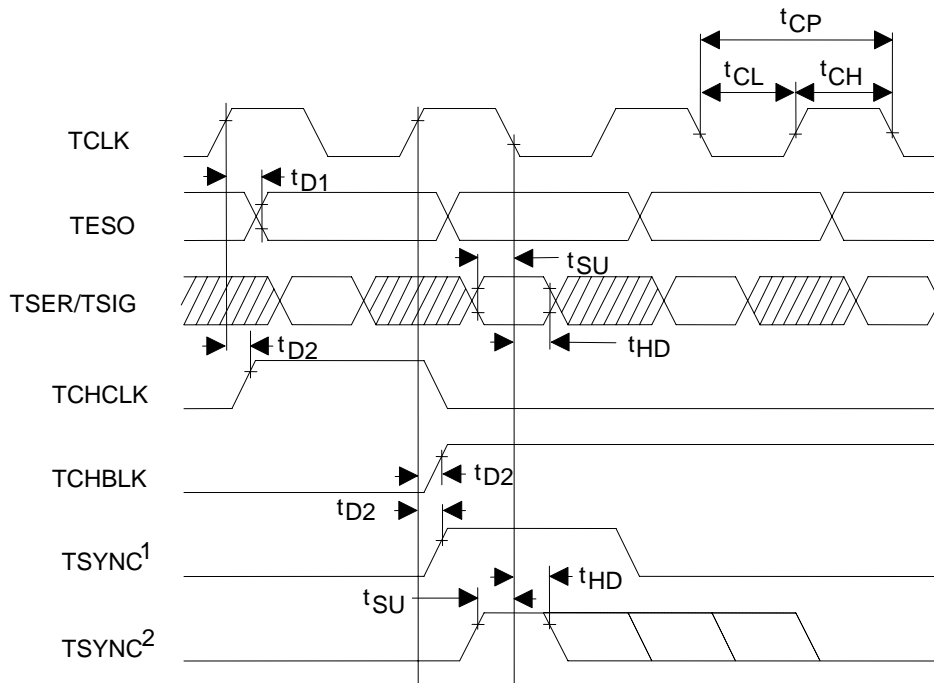 tCP
tCL tCH
TCLK
tD1
TESO
tSU
TSER/TSIG
tD2 tHD
TCHCLK
TCHBLK
tD2
tD2
TSYNC1
tHD
tSU
TSYNC2